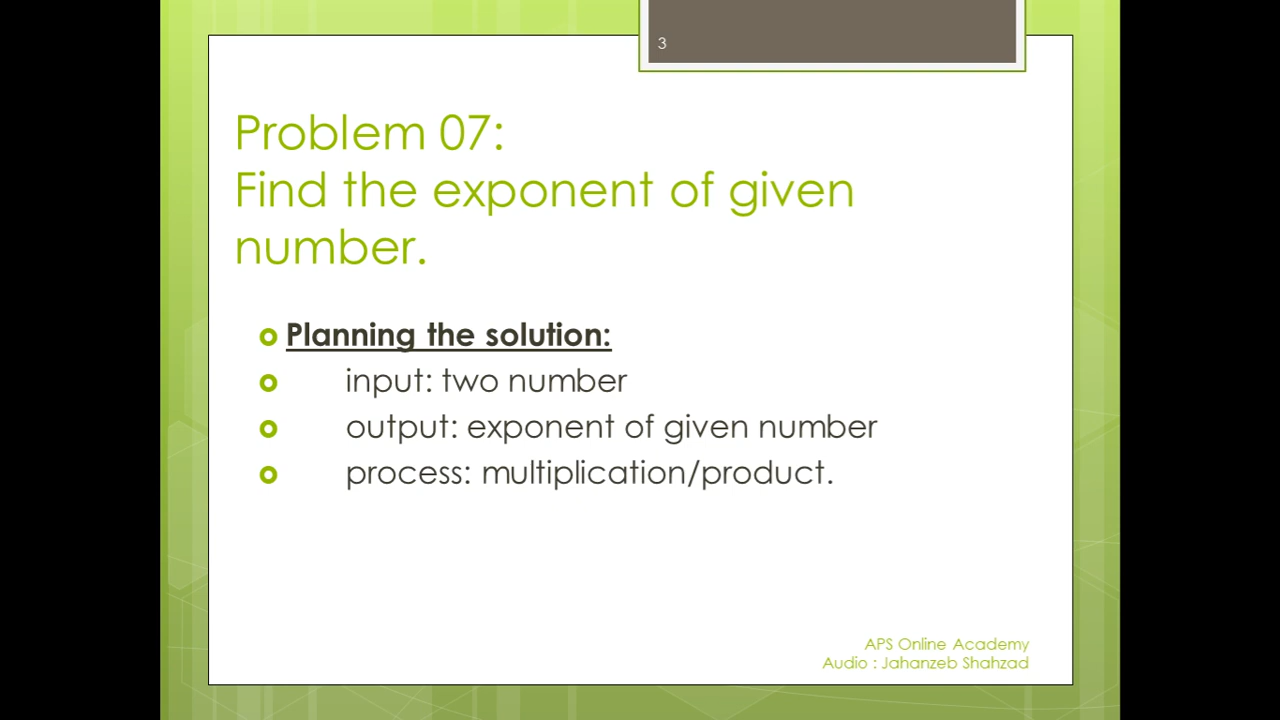 3
Problem 07:
Find the exponent of given
number.
Planning the solution:
input: two number
output: exponent of given number
process: multiplication/product.
APS Online Academy
Audio : Jahanzeb Shahzad